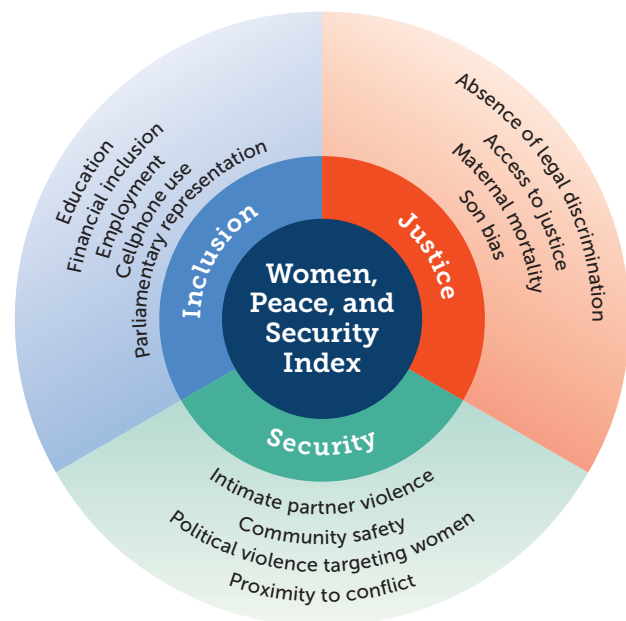 Women,
Peace, and
Security
Index
Inclusion
Education
Financial inclusion
Employment
Cellphone use
Parliamentary representation
Justice
Absence of legal discrimination
Access to justice
Maternal mortality
Son bias
Security
Intimate partner violence
Community safety
Political violence targeting women
Proximity to conflict